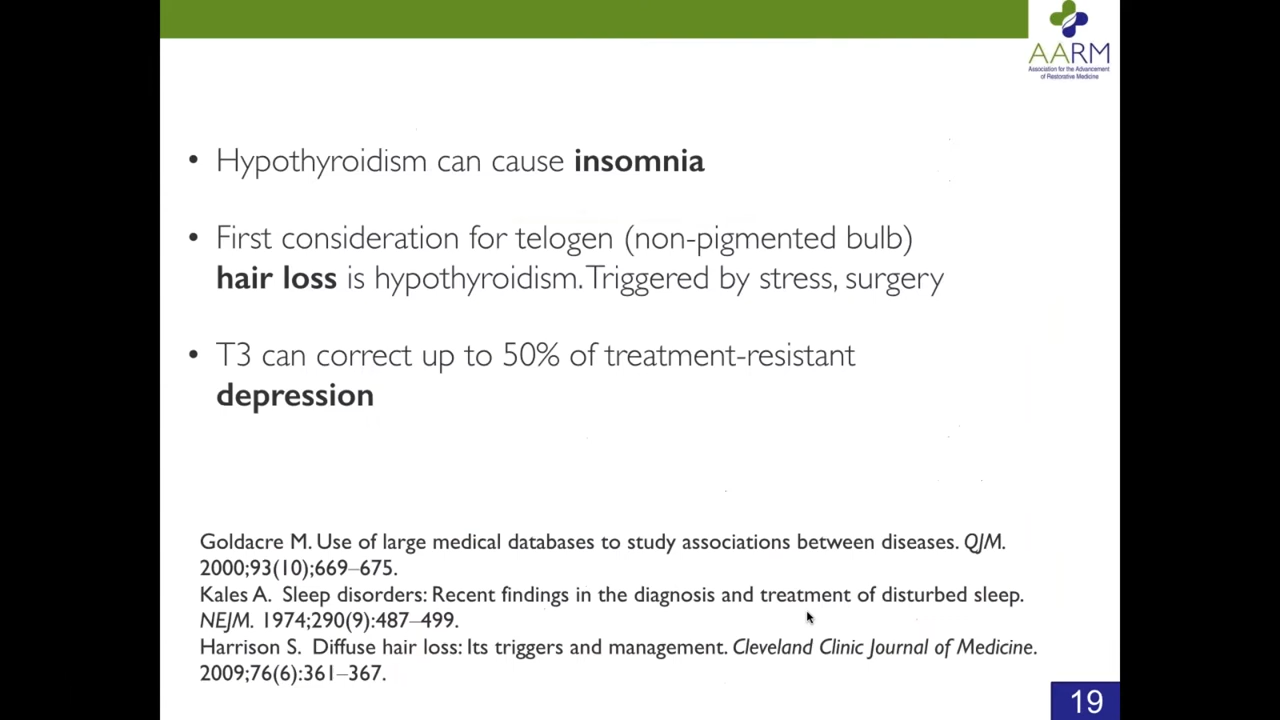 AARM
Association for the Advancement
of Restorative Medicine
• Hypothyroidism can cause insomnia
• First consideration for telogen (non-pigmented bulb)
hair loss is hypothyroidism. Triggered by stress, surgery
• T3 can correct up to 50% of treatment-resistant
depression
Goldacre M. Use of large medical databases to study associations between diseases. QJM.
2000;93(10);669–675.
Kales A. Sleep disorders: Recent findings in the diagnosis and treatment of disturbed sleep.
NEJM. 1974;290(9):487–499.
Harrison S. Diffuse hair loss: Its triggers and management. Cleveland Clinic Journal of Medicine.
2009;76(6):361–367.
19